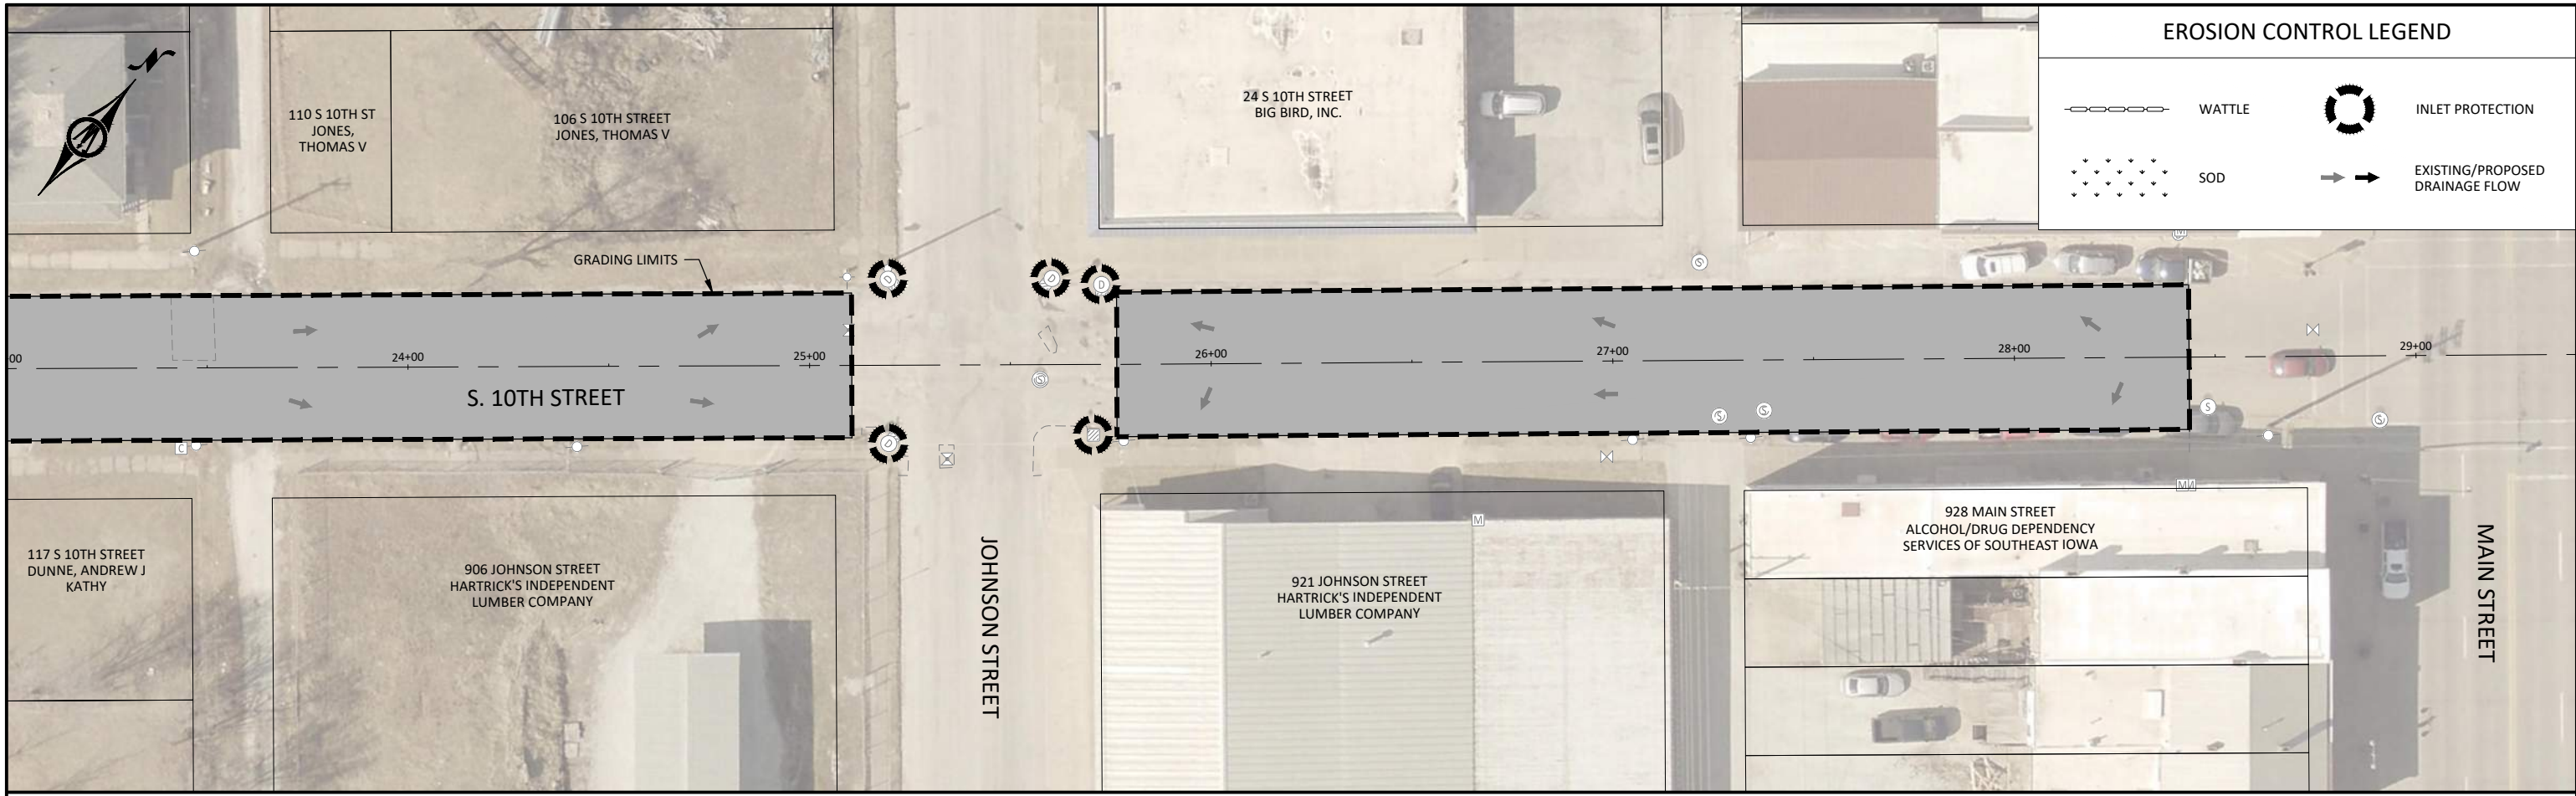 N
EROSION CONTROL LEGEND
WATTLE
INLET PROTECTION
SOD
EXISTING/PROPOSED
DRAINAGE FLOW
110 S 10TH ST
JONES,
THOMAS V
106 S 10TH STREET
JONES, THOMAS V
24 S 10TH STREET
BIG BIRD, INC.
GRADING LIMITS
D
D
D
S
00
24+00
25+00
26+00
27+00
28+00
29+00
S. 10TH STREET
S
S
S
S
S
C
D
M
M
117 S 10TH STREET
DUNNE, ANDREW J
KATHY
906 JOHNSON STREET
HARTRICK'S INDEPENDENT
LUMBER COMPANY
JOHNSON STREET
921 JOHNSON STREET
HARTRICK'S INDEPENDENT
LUMBER COMPANY
928 MAIN STREET
ALCOHOL/DRUG DEPENDENCY
SERVICES OF SOUTHEAST IOWA
MAIN STREET